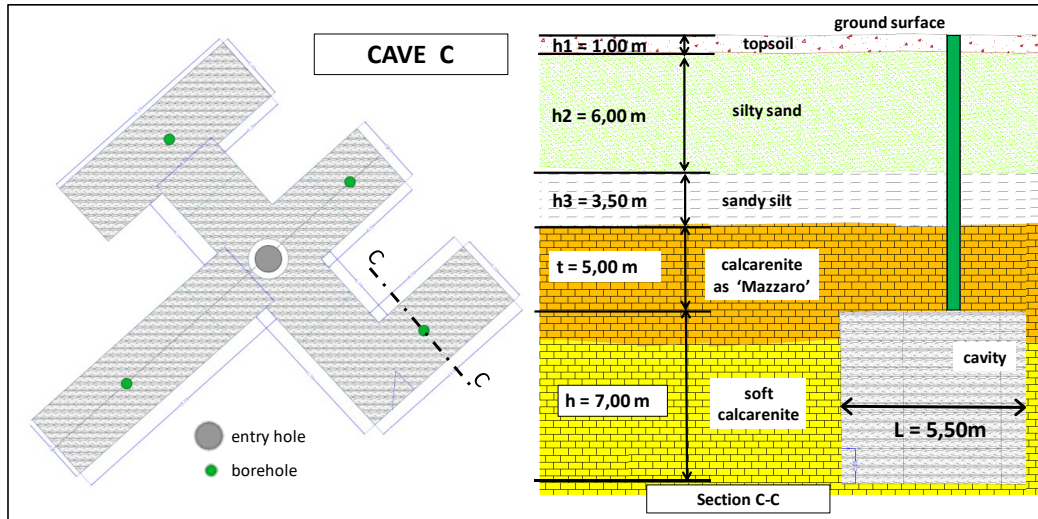 CAVE C
C
C
entry hole
borehole
ground surface
h1 = 1,00 m
topsoil
h2 = 6,00 m
silty sand
h3 = 3,50 m
sandy silt
t = 5,00 m
calcarenite
as ‘Mazzaro’
cavity
h = 7,00 m
soft
calcarenite
L = 5,50m
Section C-C